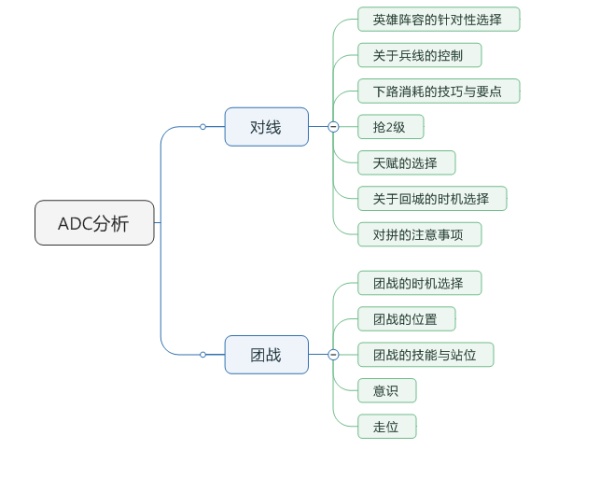 ADC分析
对线
英雄阵容的针对性选择
关于兵线的控制
下路消耗的技巧与要点
抢2级
天赋的选择
关于回城的时机选择
对拼的注意事项
团战
团战的时机选择
团战的位置
团战的技能与站位
意识
走位